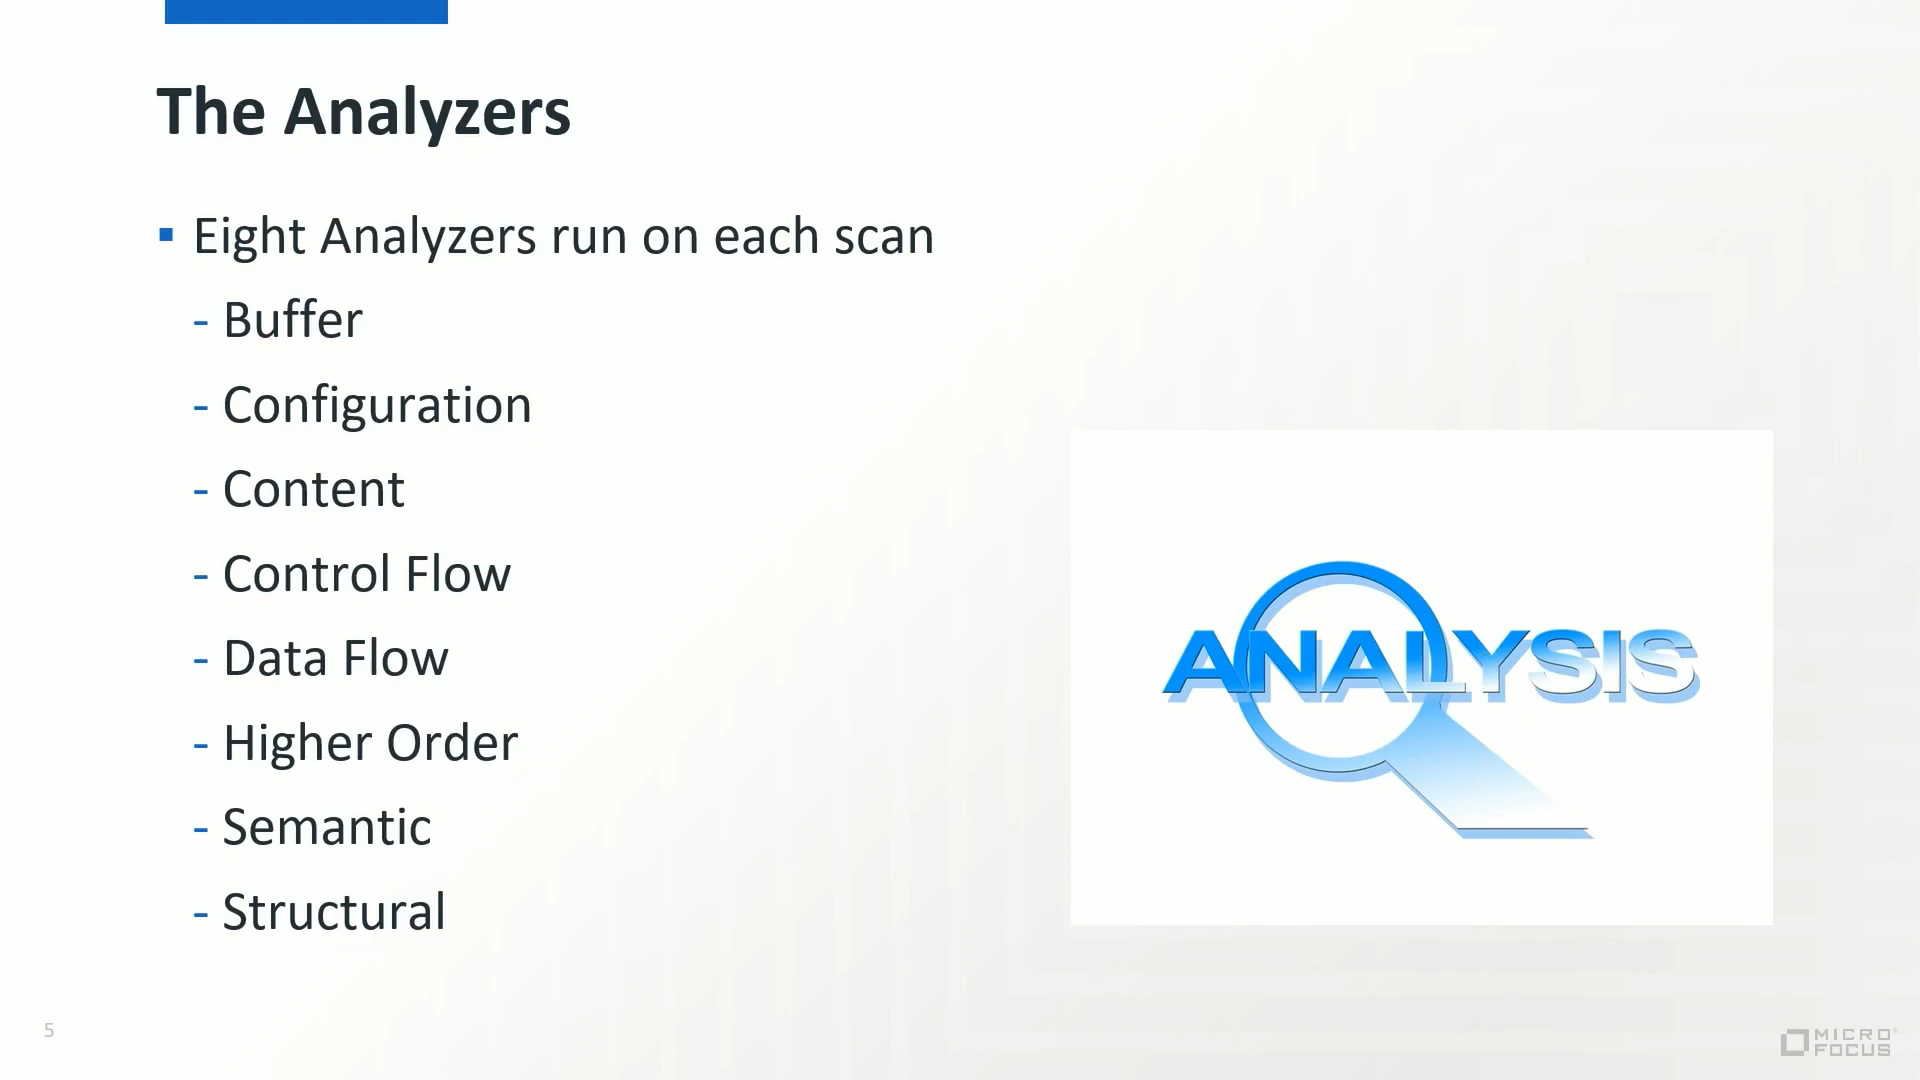 The Analyzers
▪ Eight Analyzers run on each scan
- Buffer
- Configuration
- Content
- Control Flow
- Data Flow
- Higher Order
- Semantic
- Structural
ANALYSIS
5
MICRO
FOCUS